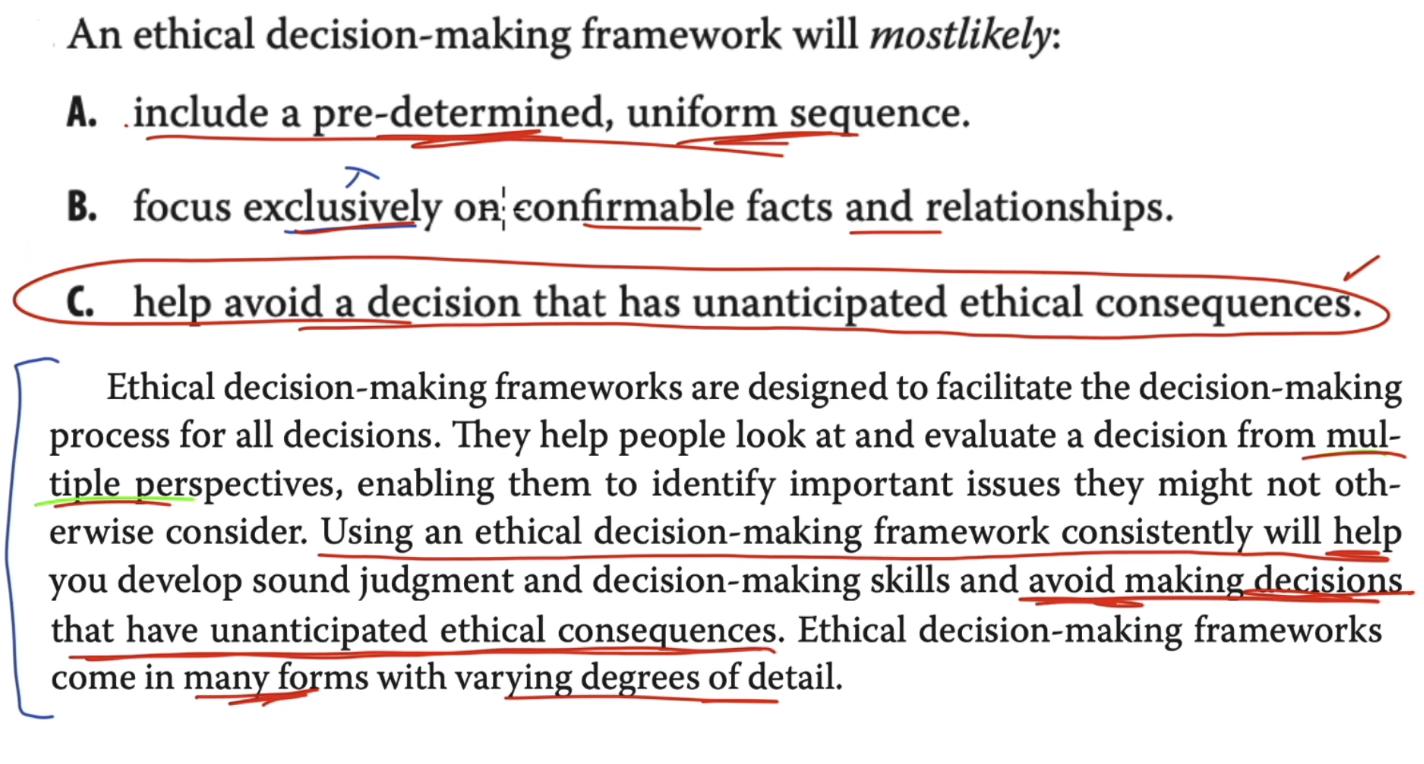 An ethical decision-making framework will mostlikely:
A. include a pre-determined, uniform sequence.
B. focus exclusively on confirmable facts and relationships.
C. help avoid a decision that has unanticipated ethical consequences.
Ethical decision-making frameworks are designed to facilitate the decision-making
process for all decisions. They help people look at and evaluate a decision from mul-
tiple perspectives, enabling them to identify important issues they might not oth-
erwise consider. Using an ethical decision-making framework consistently will help
you develop sound judgment and decision-making skills and avoid making decisions
that have unanticipated ethical consequences. Ethical decision-making frameworks
come in many forms with varying degrees of detail.